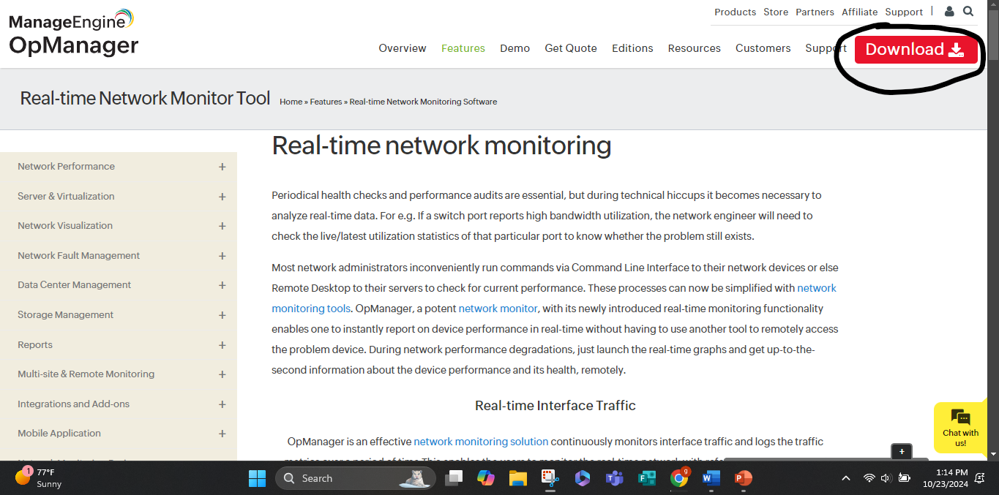 ManageEngine
OpManager
Products Store Partners Affiliate Support |
Overview Features Demo Get Quote Editions Resources Customers Support Download
Real-time Network Monitor Tool Home » Features » Real-time Network Monitoring Software
Network Performance +
Server & Virtualization +
Network Visualization +
Network Fault Management +
Data Center Management +
Storage Management +
Reports +
Multi-site & Remote Monitoring +
Integrations and Add-ons +
Mobile Application +
Real-time network monitoring
Periodical health checks and performance audits are essential, but during technical hiccups it becomes necessary to
analyze real-time data. For e.g. If a switch port reports high bandwidth utilization, the network engineer will need to
check the live/latest utilization statistics of that particular port to know whether the problem still exists.
Most network administrators inconveniently run commands via Command Line Interface to their network devices or else
Remote Desktop to their servers to check for current performance. These processes can now be simplified with network
monitoring tools. OpManager, a potent network monitor, with its newly introduced real-time monitoring functionality
enables one to instantly report on device performance in real-time without having to use another tool to remotely access
the problem device. During network performance degradations, just launch the real-time graphs and get up-to-the-
second information about the device performance and its health, remotely.
Real-time Interface Traffic
OpManager is an effective network monitoring solution continuously monitors interface traffic and logs the traffic
Chat with
us!
+
1
77°F
Sunny
Search
g
1:14 PM
10/23/2024